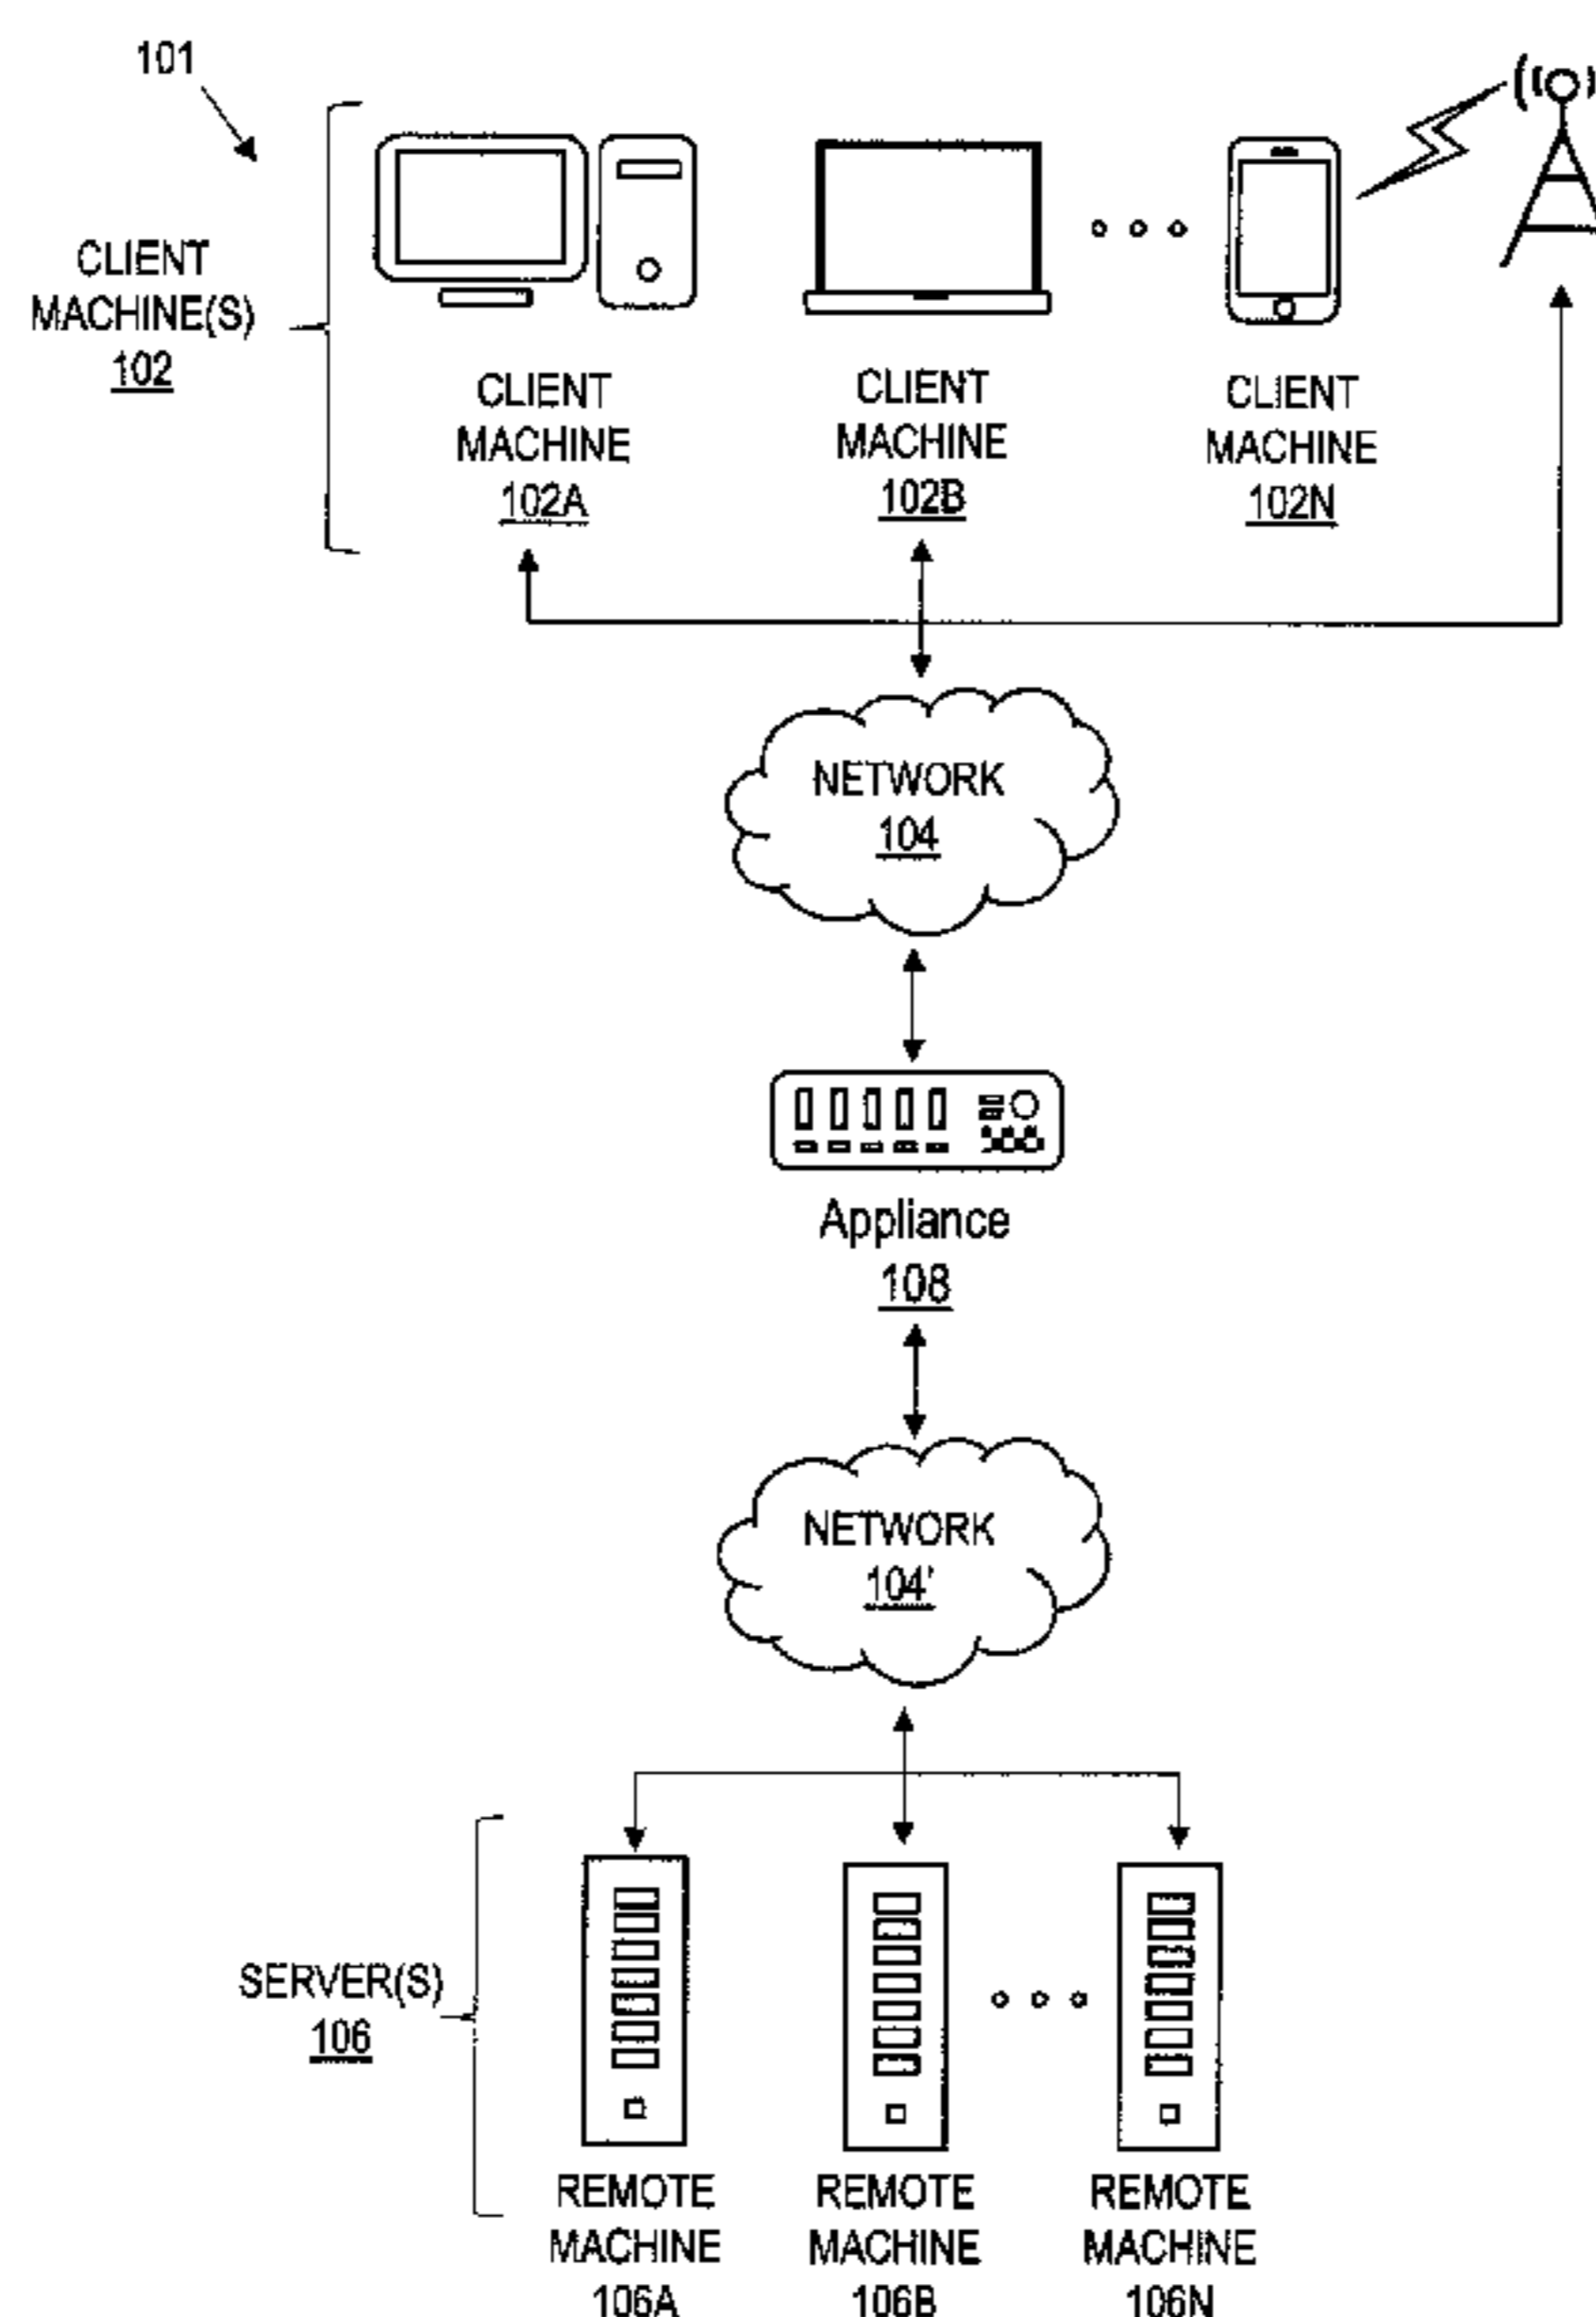 101
CLIENT
MACHINE(S)
102
CLIENT
MACHINE
102A
CLIENT
MACHINE
102B
CLIENT
MACHINE
102N
NETWORK
104
Appliance
108
NETWORK
104'
SERVER(S)
106
REMOTE
MACHINE
106A
REMOTE
MACHINE
106B
REMOTE
MACHINE
106N